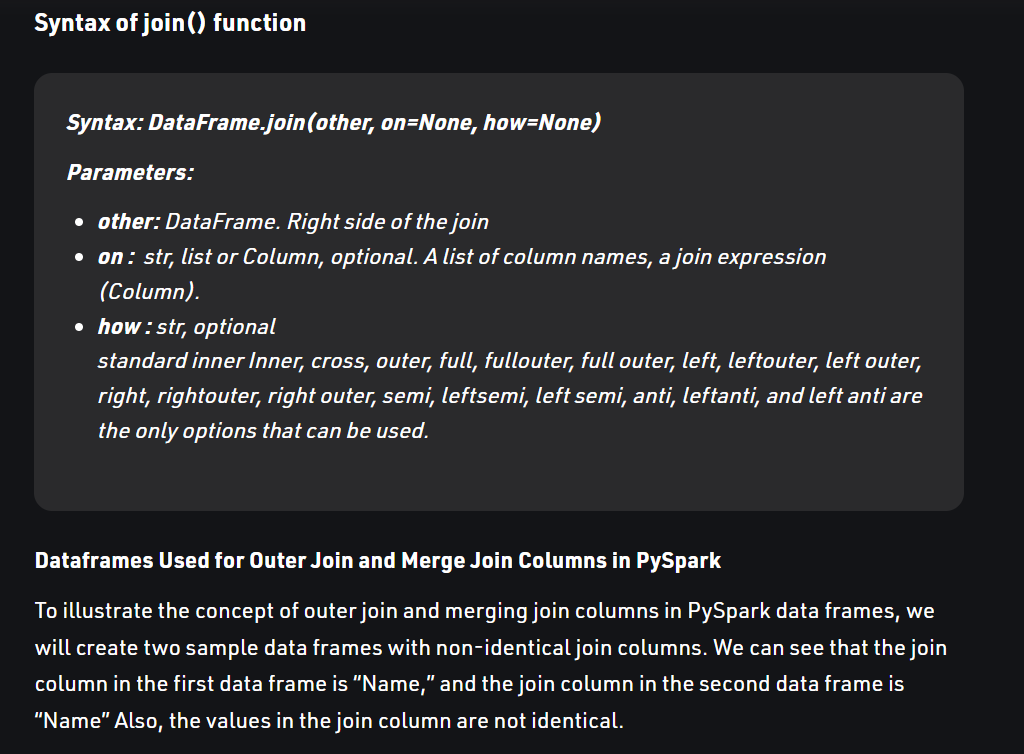 Syntax of join() function
Syntax: DataFrame.join(other, on=None, how=None)
Parameters:
• other: DataFrame. Right side of the join
• on : str, list or Column, optional. A list of column names, a join expression
(Column).
• how : str, optional
standard inner Inner, cross, outer, full, fullouter, full outer, left, leftouter, left outer,
right, rightouter, right outer, semi, leftsemi, left semi, anti, leftanti, and left anti are
the only options that can be used.
Dataframes Used for Outer Join and Merge Join Columns in PySpark
To illustrate the concept of outer join and merging join columns in PySpark data frames, we
will create two sample data frames with non-identical join columns. We can see that the join
column in the first data frame is “Name,” and the join column in the second data frame is
“Name” Also, the values in the join column are not identical.